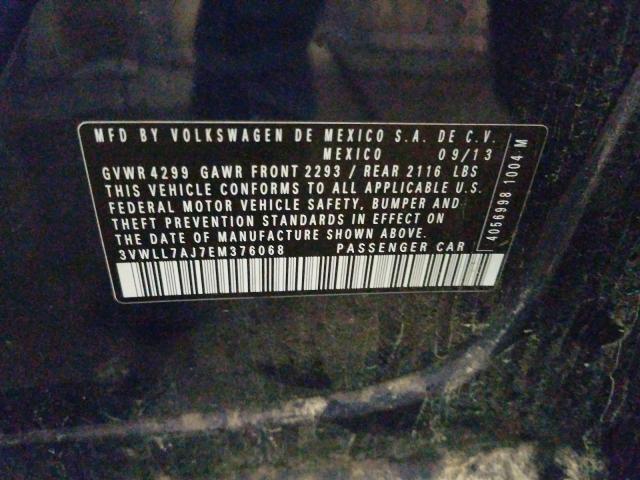 MFD BY VOLKSWAGEN DE MEXICO S.A. DE C.V.
MEXICO 09/13
GVWR 4299 GAWR FRONT 2293 / REAR 2116 LBS
THIS VEHICLE CONFORMS TO ALL APPLICABLE U.S.
FEDERAL MOTOR VEHICLE SAFETY, BUMPER AND
THEFT PREVENTION STANDARDS IN EFFECT ON
THE DATE OF MANUFACTURE SHOWN ABOVE.
3VWLL7AJ7EM376068 PASSENGER CAR
4056998 1004 M